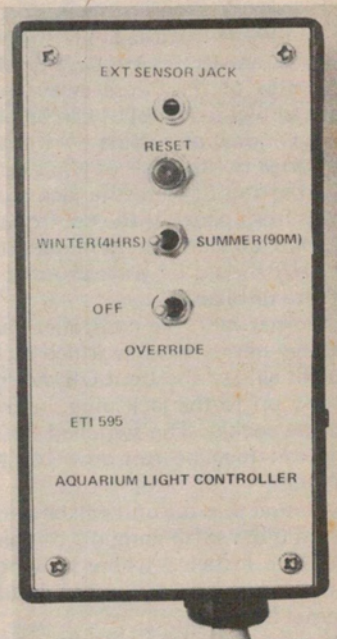 EXT SENSOR JACK
RESET
WINTER(4HRS) SUMMER(90M)
OFF
OVERRIDE
ETI 595
AQUARIUM LIGHT CONTROLLER